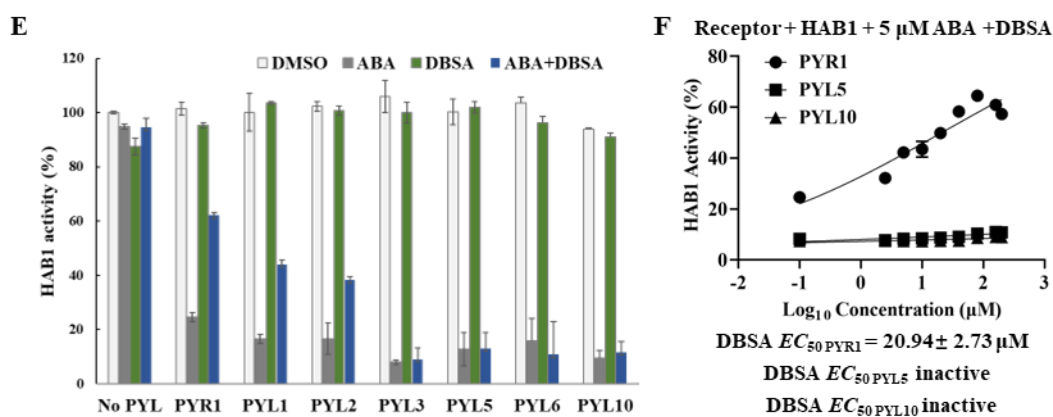 E
DMSO ABA DBSA ABA+DBSA
HAB1 activity (%)
120
100
80
60
40
20
0
No PYL PYR1 PYL1 PYL2 PYL3 PYL5 PYL6 PYL10
F Receptor + HAB1 + 5 μM ABA +DBSA
PYR1
PYL5
PYL10
HAB1 Activity (%)
80
60
40
20
0
-2 -1 0 1 2 3
Log10 Concentration (μM)
DBSA EC50 PYR1 = 20.94 ± 2.73 μM
DBSA EC50 PYL5 inactive
DBSA EC50 PYL10 inactive